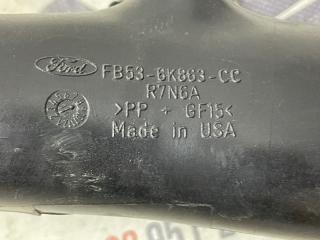 Ford FB53-6K863-CC
R7N6A
>PP + GF15<
Made in USA